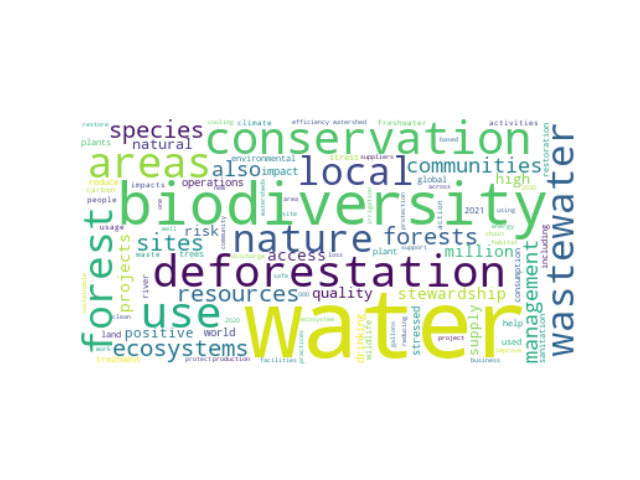 restore
cooling
climate
efficiency
watershed
freshwater
activities
species
conservation
based
plants
natural
restoration
wastewater
areas
also
environmental
impact
stress
suppliers
local
communities
high
reduce
carbon
impacts
operations
global
across
2030
people
biodiversity
2021
using
usage
risk
nature
forests
action
energy
chain
including
forest
projects
sites
well
waste
trees
discharge
access
loss
plant
support
habitat
million
one
community
watersheds
site
area
irrigation
protection
river
deforestation
safe
consumption
sustainable
resources
quality
stewardship
management
clean
use
water
2020
000
ecosystem
land
positive
world
drinking
wildlife
gallons
reducing
stressed
supply
project
help
used
sanitation
work
ecosystems
practices
improve
treatment
protect
production
facilities
business
new